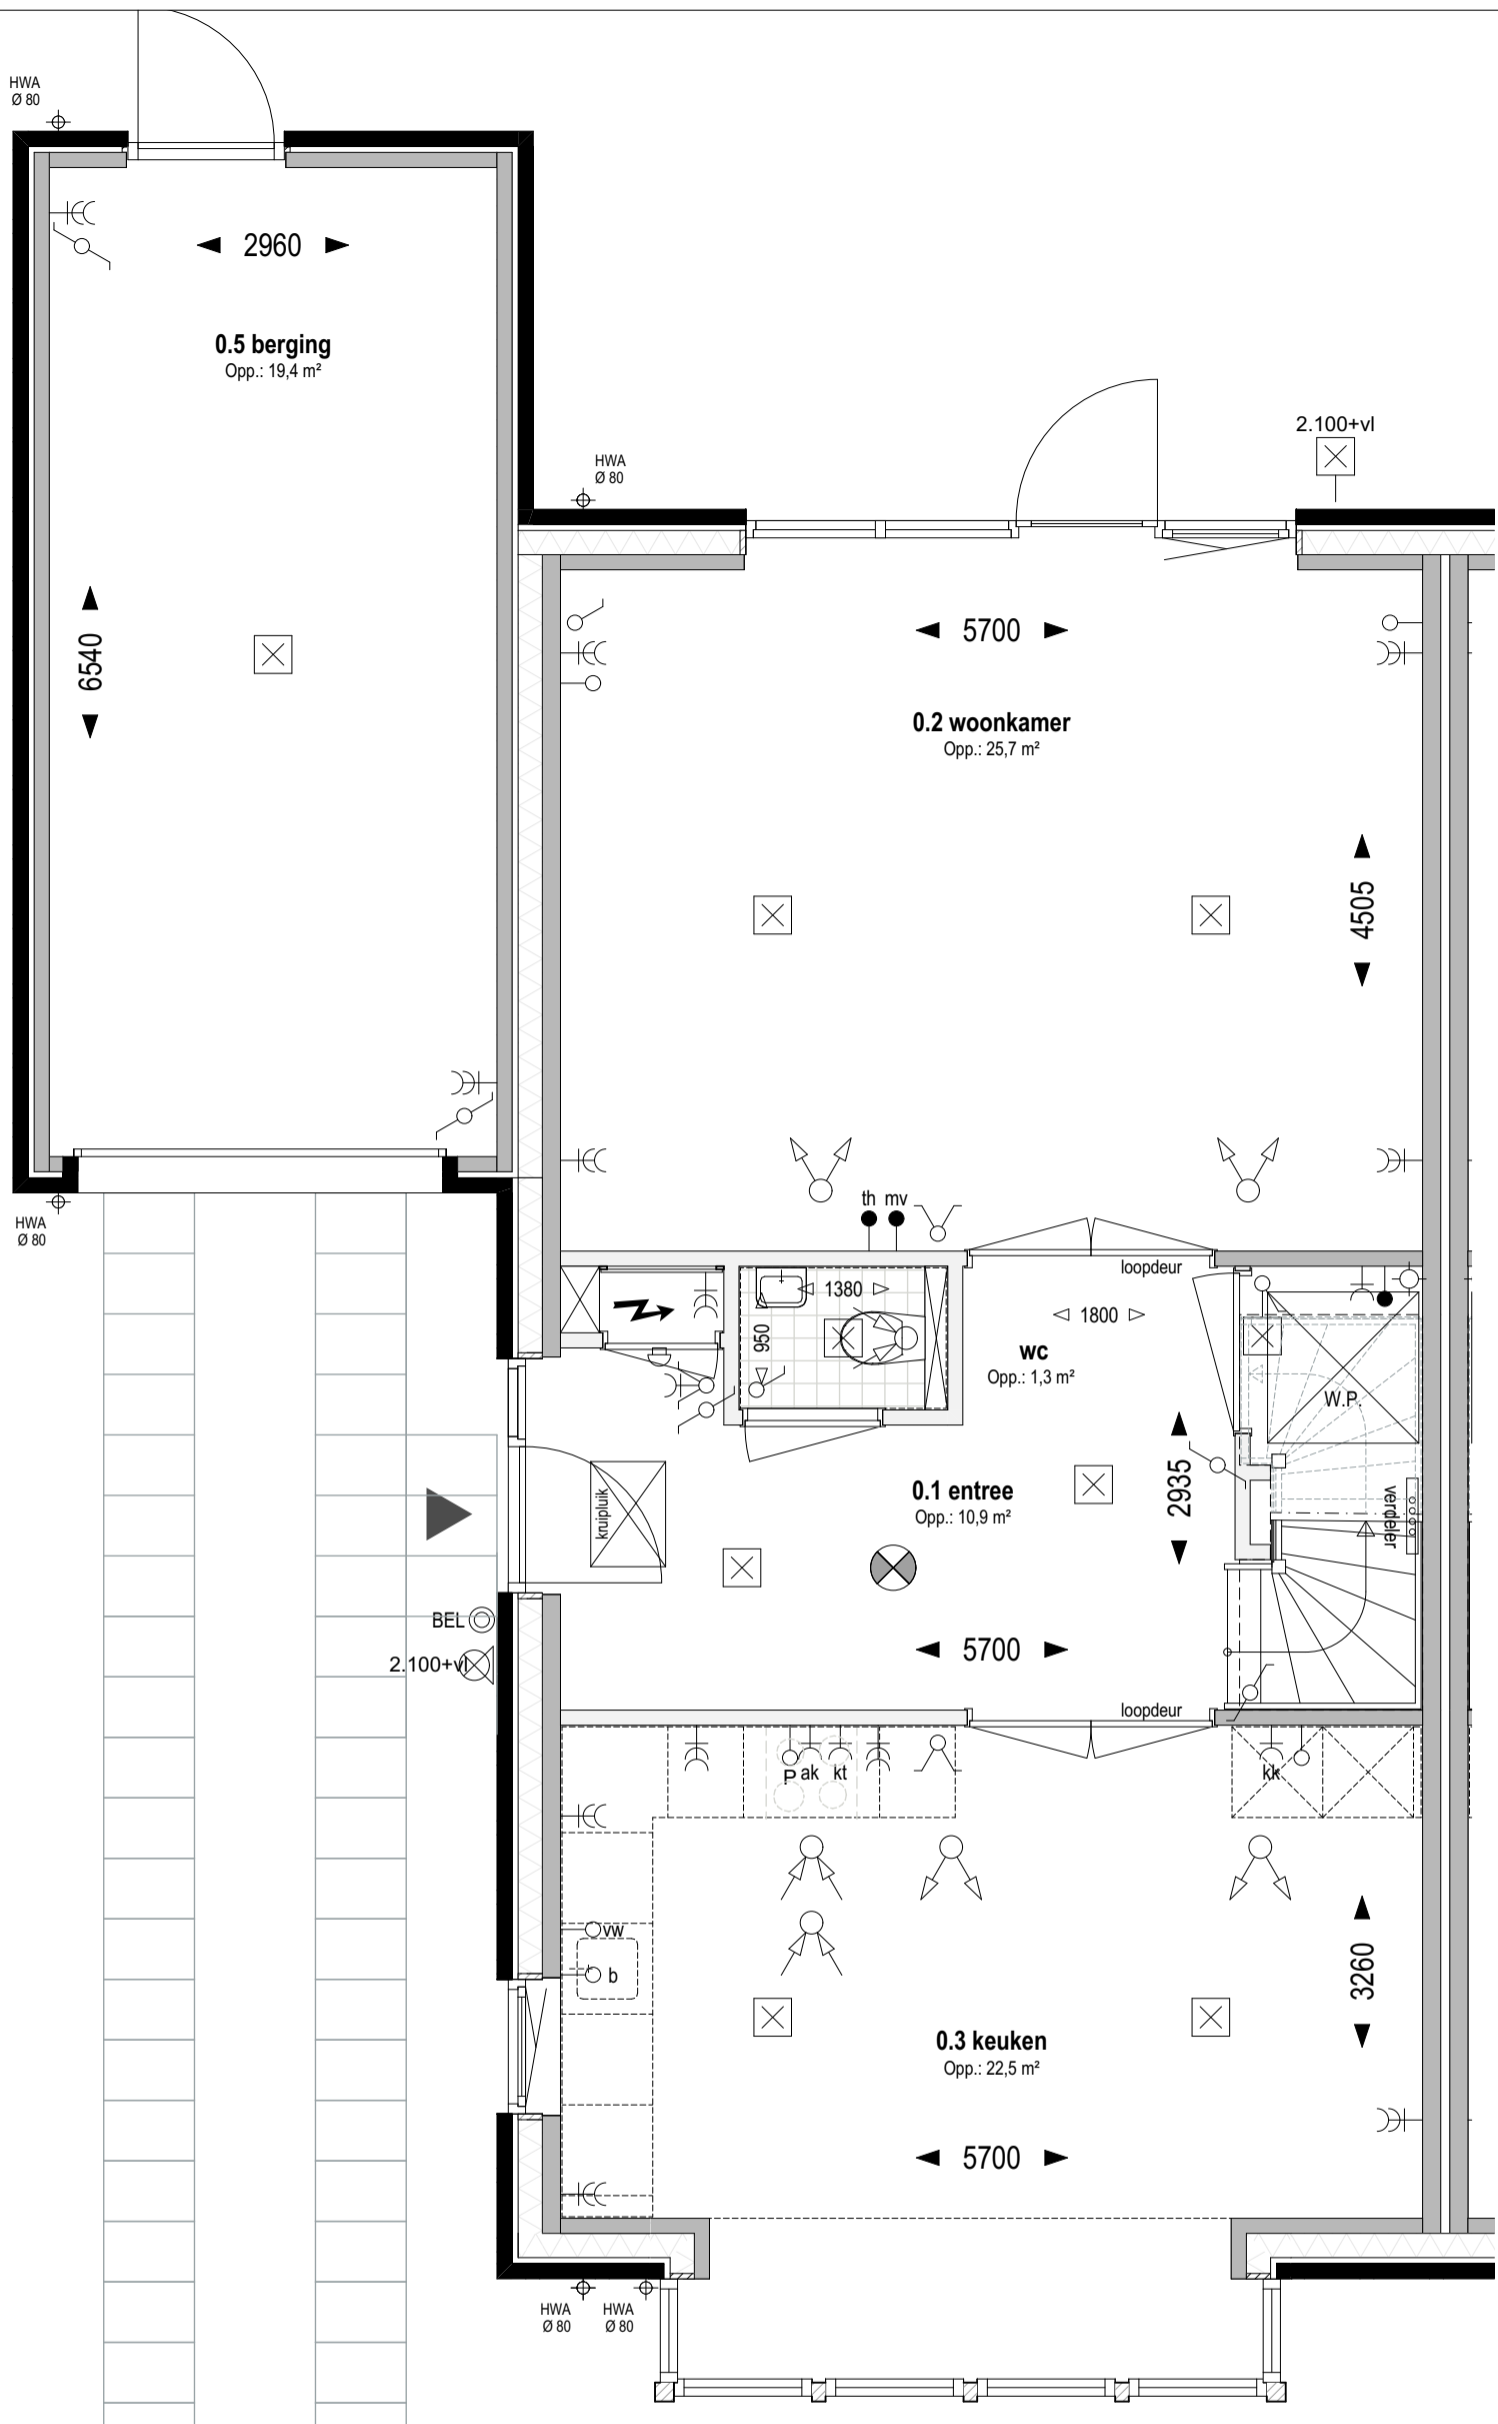 HWA
Ø 80
2960
0.5 berging
Opp.: 19,4 m²
6540
HWA
Ø 80
2.100+vl
HWA
Ø 80
5700
0.2 woonkamer
Opp.: 25,7 m²
4505
th mv
loopdeur
1380
950
1800
wc
Opp.: 1,3 m²
W.P.
kruipluik
0.1 entree
Opp.: 10,9 m²
2935
verdeler
BEL
2.100+vl
5700
loopdeur
P ak kt
kk
vw
b
3260
0.3 keuken
Opp.: 22,5 m²
5700
HWA
Ø 80
HWA
Ø 80